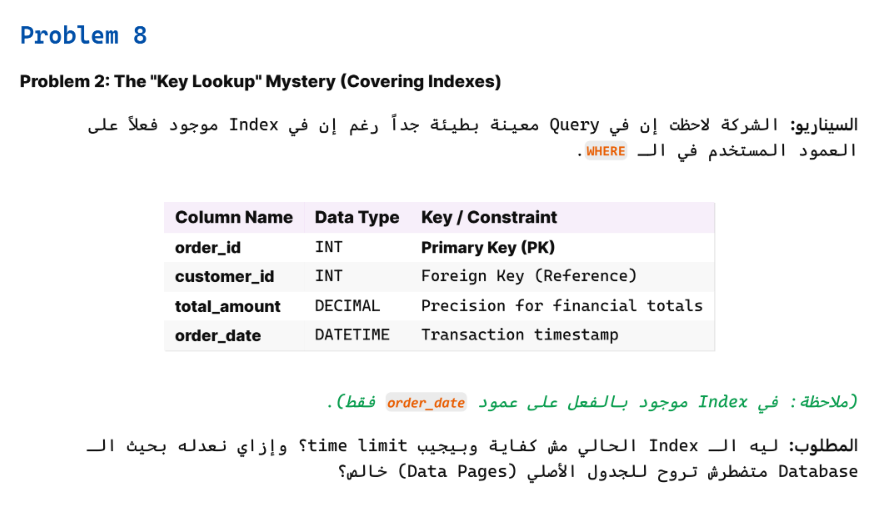 Problem 8
Problem 2: The "Key Lookup" Mystery (Covering Indexes)
السيناريو: الشركة لاحظت إن في Query معينة بطيئة جداً رغم إن في Index موجود فعلاً على
العمود المستخدم في الـ WHERE.
Column Name Data Type Key / Constraint
order_id INT Primary Key (PK)
customer_id INT Foreign Key (Reference)
total_amount DECIMAL Precision for financial totals
order_date DATETIME Transaction timestamp
(ملاحظة: في Index موجود بالفعل على عمود order_date فقط).
المطلوب: ليه الـ Index الحالي مش كفاية وبيجيب time limit؟ وإزاي نعدله بحيث الـ
Database متضطرش تروح للجدول الأصلي (Data Pages) خالص؟